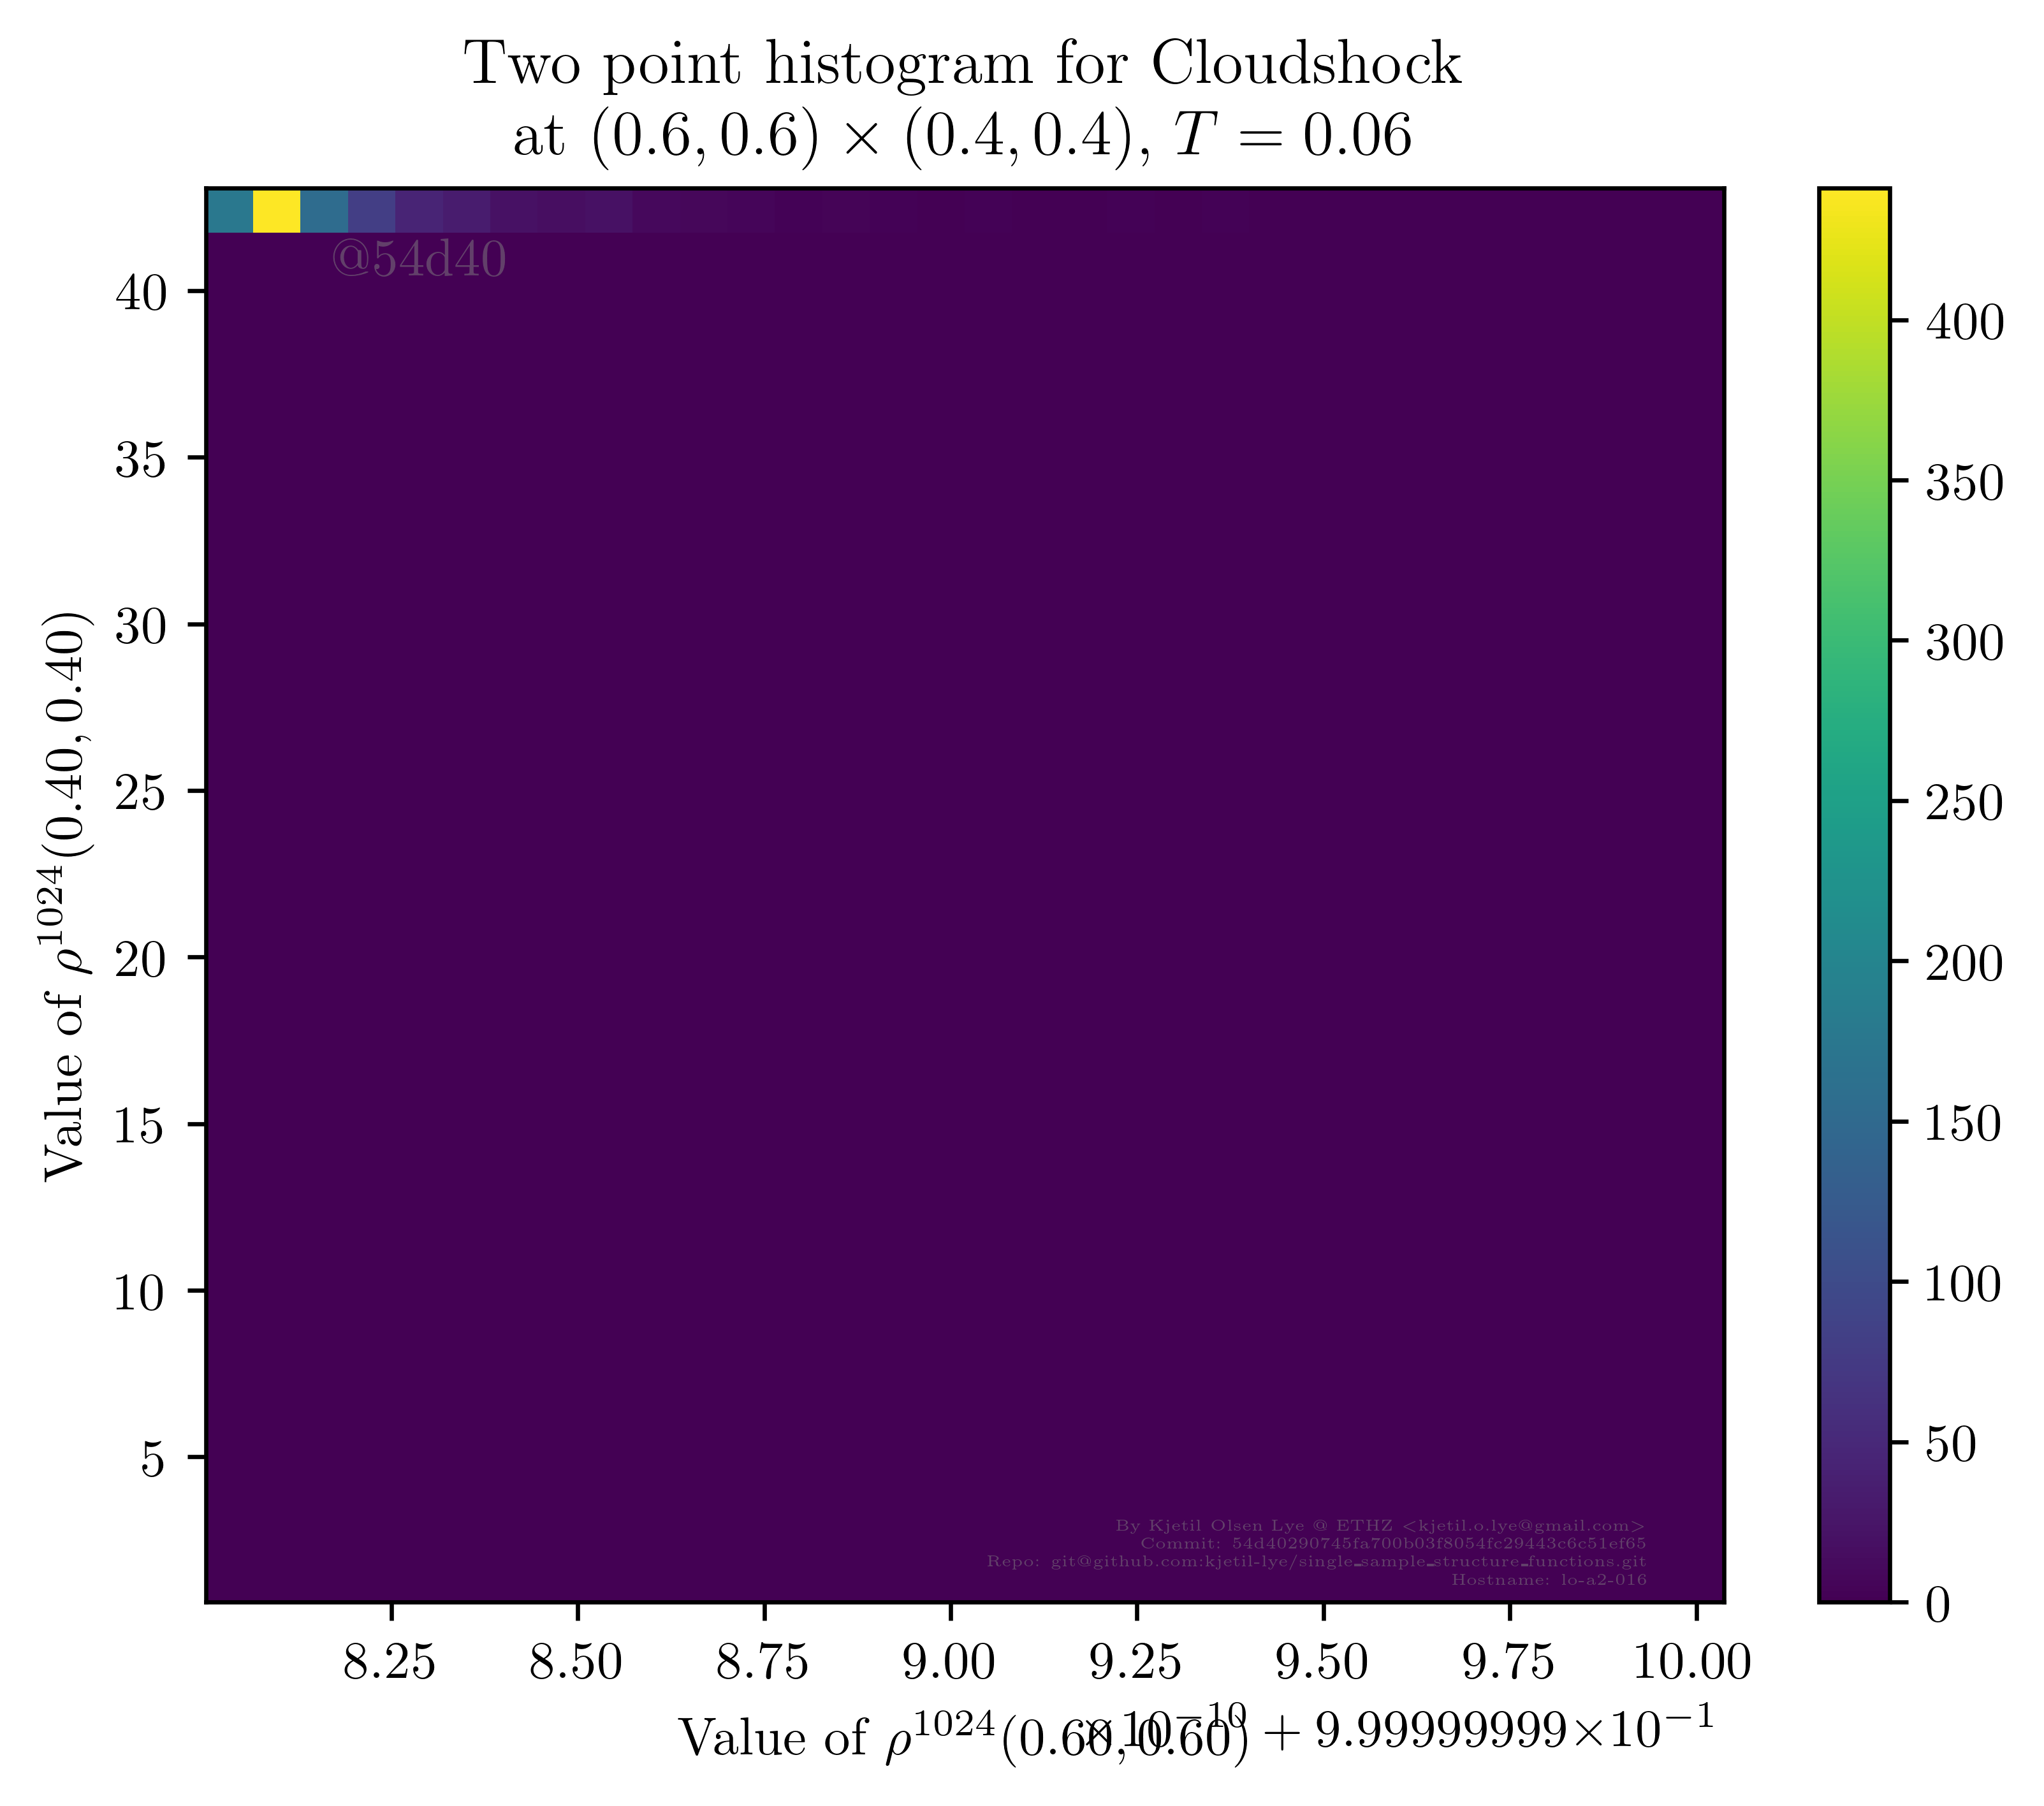 Two point histogram for Cloudshock
at (0.6, 0.6) × (0.4, 0.4), T = 0.06
@54d40
40
35
30
25
20
15
10
5
Value of ρ^1024(0.40, 0.40)
400
350
300
250
200
150
100
50
0
By Kjetil Olsen Lye @ ETHZ <kjetil.o.lye@gmail.com>
Commit: 54d40290745fa700b03f8054fc29443c6c51ef65
Repo: git@github.com:kjetil-lye/single_sample_structure_functions.git
Hostname: lo-a2-016
8.25 8.50 8.75 9.00 9.25 9.50 9.75 10.00
×10^−10 + 9.99999999×10^−1
Value of ρ^1024(0.60, 0.60)